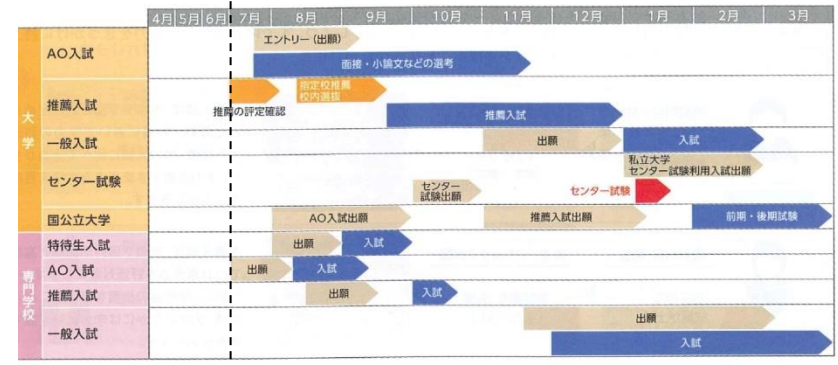 4月 5月 6月 7月 8月 9月 10月 11月 12月 1月 2月 3月
大学
AO入試
エントリー(出願)
面接・小論文などの選考
推薦入試
推薦の評定確認
指定校推薦
校内選抜
推薦入試
一般入試
出願
入試
センター試験
センター
試験出願
センター試験
私立大学
センター試験利用入試出願
国公立大学
AO入試出願
推薦入試出願
前期・後期試験
専門学校
特待生入試
出願
入試
AO入試
出願
入試
推薦入試
出願
入試
一般入試
出願
入試